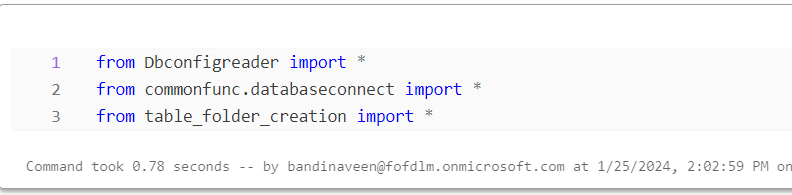 1 from Dbconfigreader import *
2 from commonfunc.databaseconnect import *
3 from table_folder_creation import *
Command took 0.78 seconds -- by bandinaveen@fofdlm.onmicrosoft.com at 1/25/2024, 2:02:59 PM on